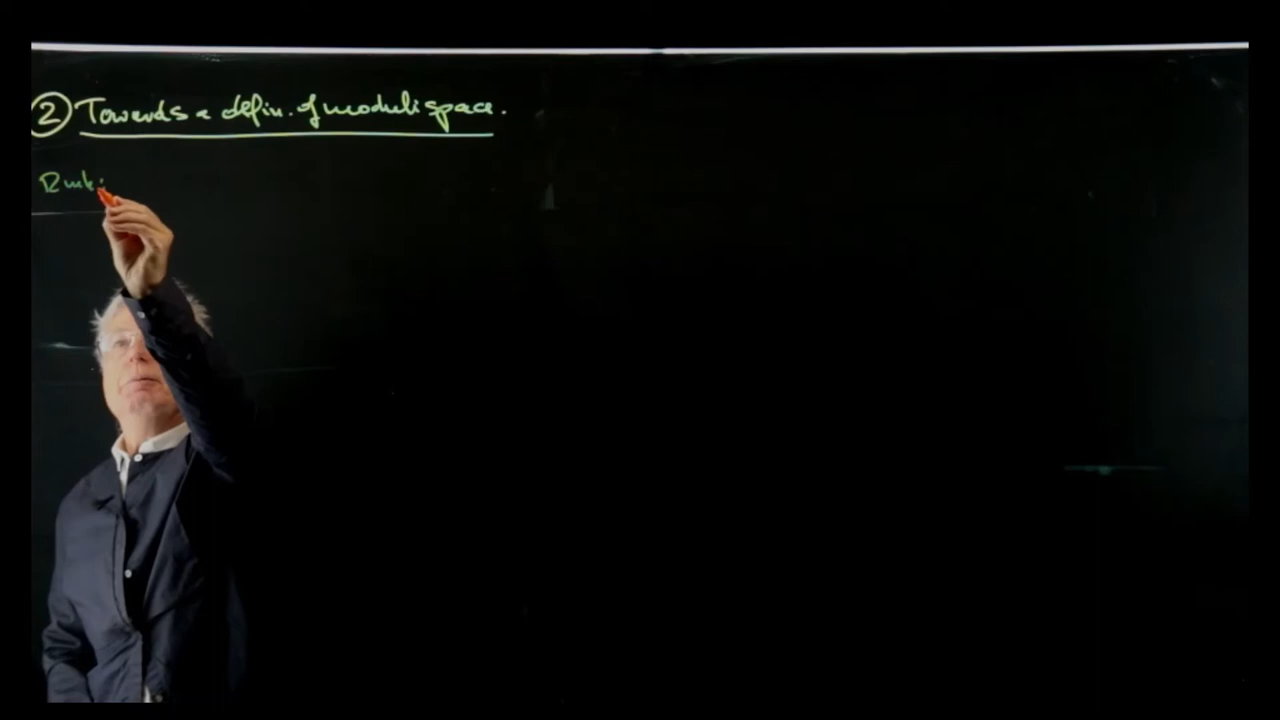 ② Towards a defin. of moduli space.
Rmk: